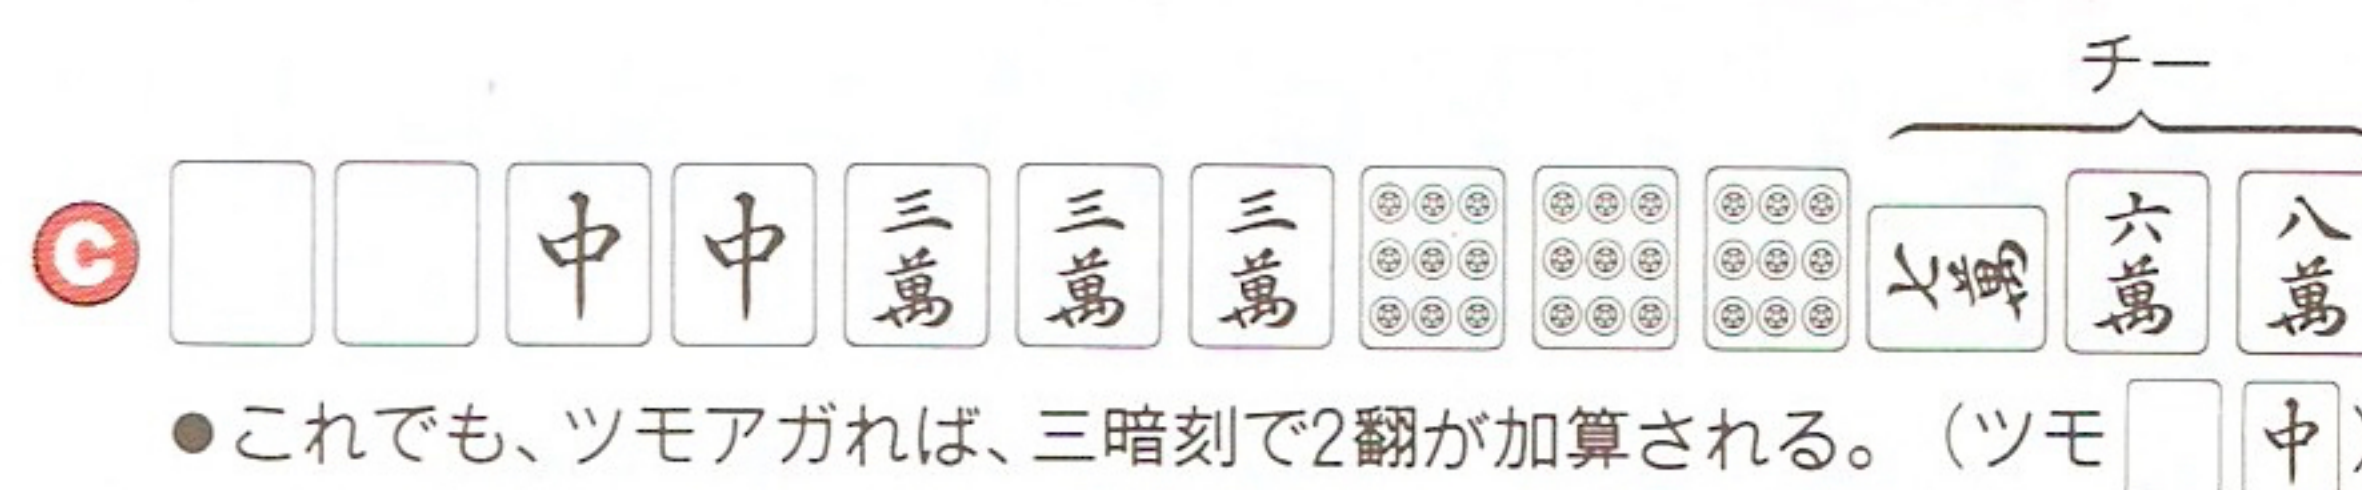 チー
C 中 中 三萬 三萬 三萬 七萬 六萬 八萬
●これでも、ツモアガれば、三暗刻で2翻が加算される。（ツモ 中）